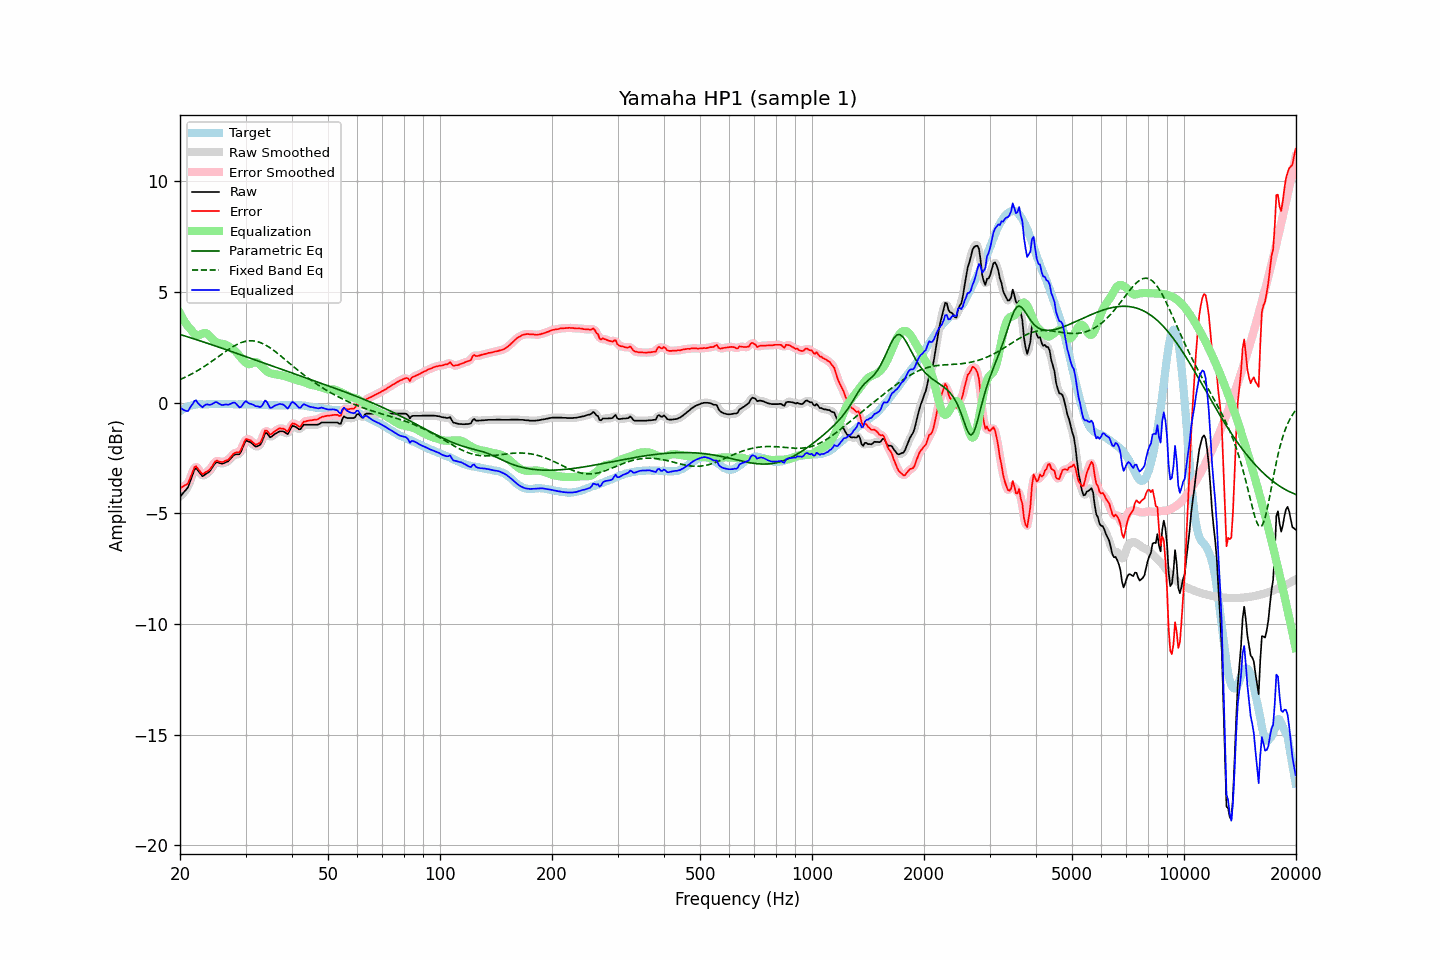 Yamaha HP1 (sample 1)
Target
Raw Smoothed
Error Smoothed
Raw
Error
Equalization
Parametric Eq
Fixed Band Eq
Equalized
10
5
0
−5
−10
−15
−20
Amplitude (dBr)
20 50 100 200 500 1000 2000 5000 10000 20000
Frequency (Hz)